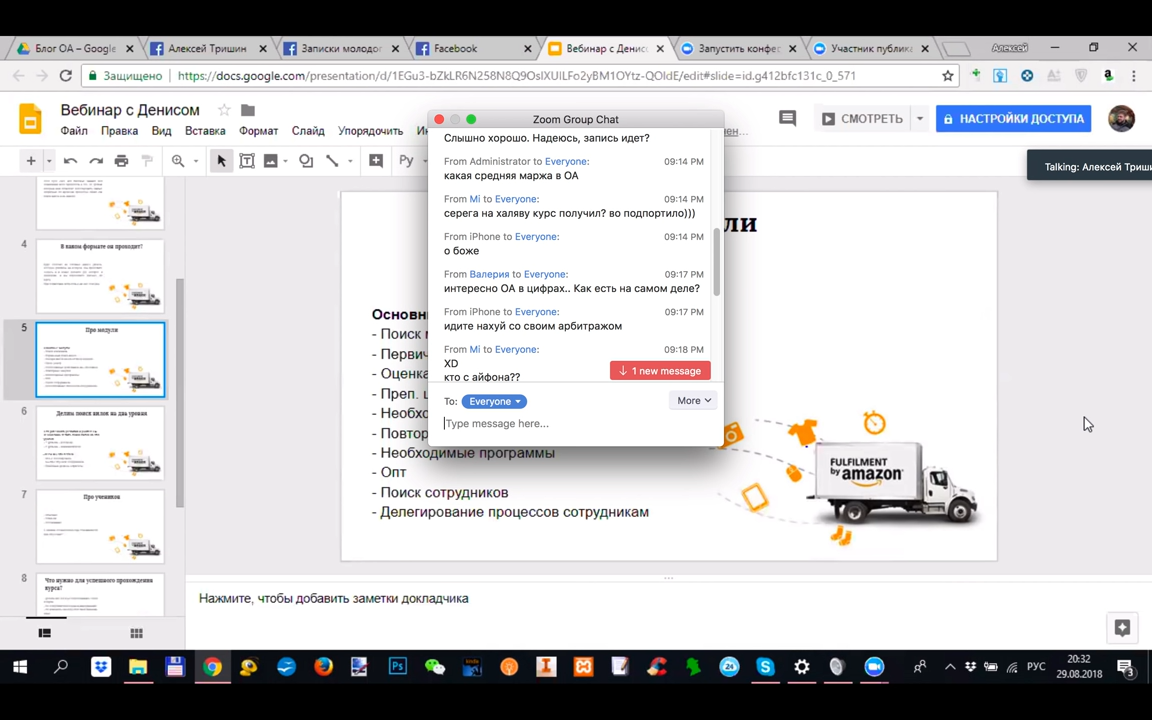 Блог ОА – Google
Алексей Тришин
Записки молодог
Facebook
Вебинар с Денис
Запустить конфес
Участник публика
Алексей
Защищено
https://docs.google.com/presentation/d/1EGu3-bZkLR6N258N8Q9OslXUILFo2yBM1OYtz-QOldE/edit#slide=id.g412bfc131c_0_571
Вебинар с Денисом
Файл Правка Вид Вставка Формат Слайд Упорядочить
СМОТРЕТЬ
НАСТРОЙКИ ДОСТУПА
Talking: Алексей Триши
Zoom Group Chat
Слышно хорошо. Надеюсь, запись идет?
From Administrator to Everyone: 09:14 PM
какая средняя маржа в ОА
From Mi to Everyone: 09:14 PM
серега на халяву курс получил? во подпортило)))
From iPhone to Everyone: 09:14 PM
о боже
From Валерия to Everyone: 09:17 PM
интересно ОА в цифрах.. Как есть на самом деле?
From iPhone to Everyone: 09:17 PM
идите нахуй со своим арбитражом
From Mi to Everyone: 09:18 PM
XD
кто с айфона??
1 new message
To: Everyone
More
Type message here...
4
В каком формате он проходит?
5
Про модули
6
Делим поиск вилок на два уровня
7
Про учеников
8
Что нужно для успешного прохождения
курса?
ли
Основн
- Поиск
- Первич
- Оценка
- Преп. ц
- Необхо
- Повтор
- Необходимые программы
- Опт
- Поиск сотрудников
- Делегирование процессов сотрудникам
FULFILMENT
by amazon
Нажмите, чтобы добавить заметки докладчика
Ps
24
РУС
20:32
29.08.2018
3